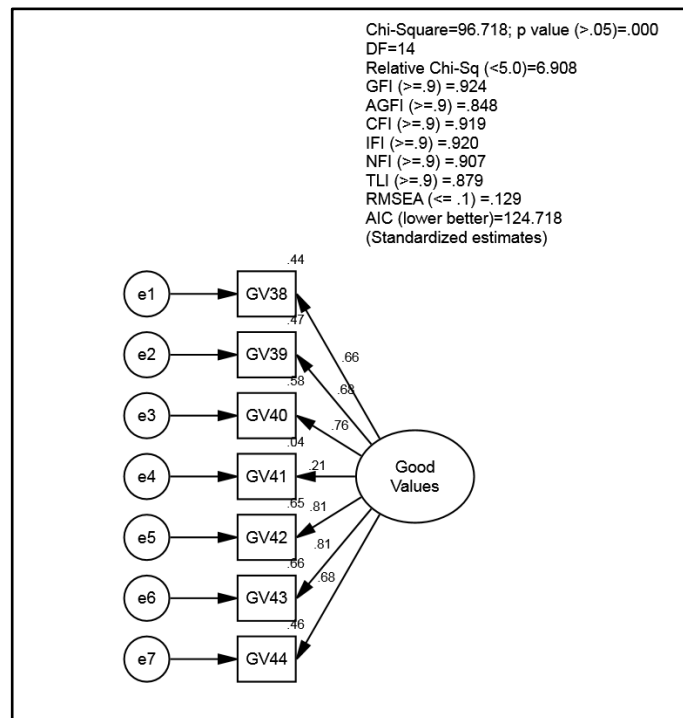 Chi-Square=96.718; p value (>.05)=.000
DF=14
Relative Chi-Sq (<5.0)=6.908
GFI (>=.9) =.924
AGFI (>=.9) =.848
CFI (>=.9) =.919
IFI (>=.9) =.920
NFI (>=.9) =.907
TLI (>=.9) =.879
RMSEA (<= .1) =.129
AIC (lower better)=124.718
(Standardized estimates)
.44
e1 GV38
.47
.66
e2 GV39
.58
.68
e3 GV40
.76
.04
e4 GV41 .21
Good
Values
.65 .81
e5 GV42
.81
.66
.68
e6 GV43
.46
e7 GV44